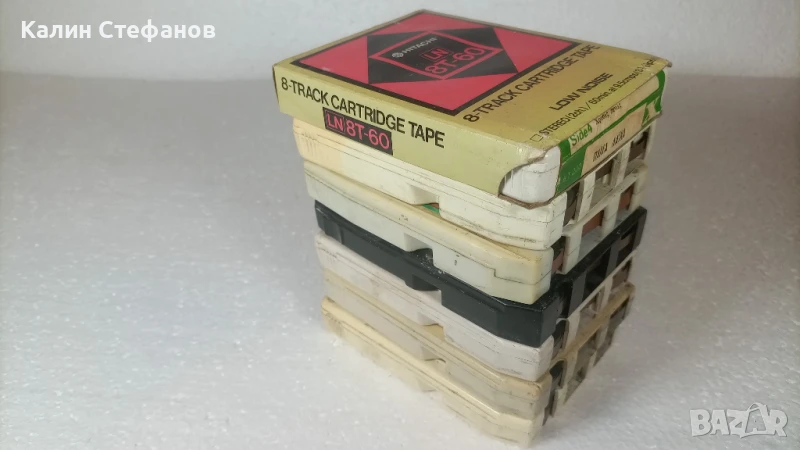 Калин Стефанов
HITACHI
LN
8T-60
8-TRACK CARTRIDGE TAPE
LOW NOISE
8-TRACK CARTRIDGE TAPE
LN 8T-60
Side4
BAZAR